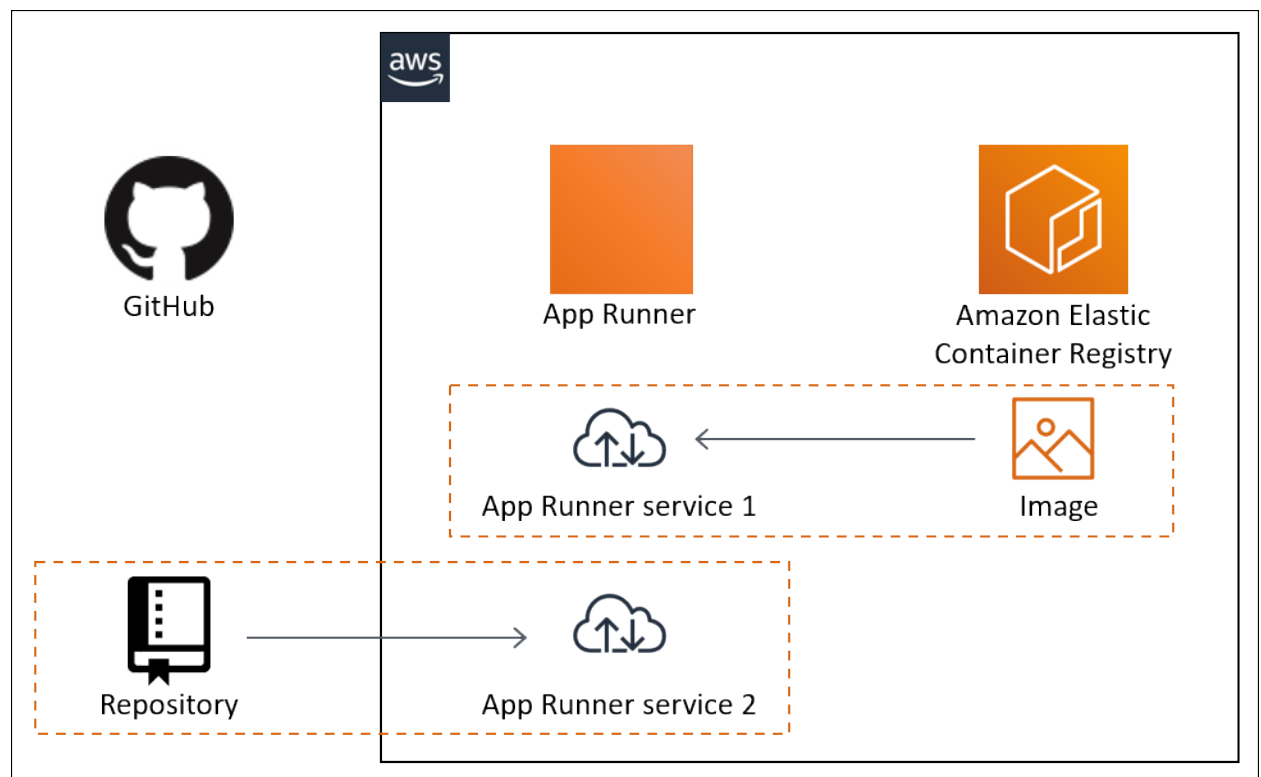 aws
GitHub
App Runner
Amazon Elastic
Container Registry
App Runner service 1
Image
Repository
App Runner service 2